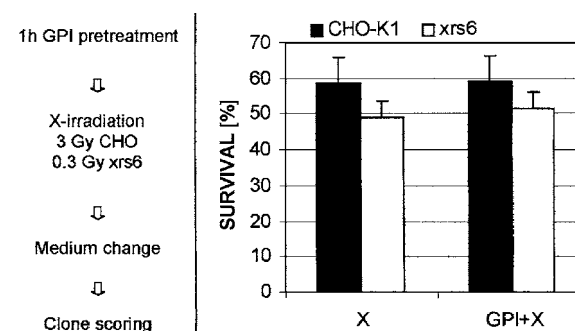 1h GPI pretreatment
⇩
X-irradiation
3 Gy CHO
0.3 Gy xrs6
⇩
Medium change
⇩
Clone scoring
■ CHO-K1 □ xrs6
SURVIVAL [%]
70
60
50
40
30
20
10
0
X GPI+X